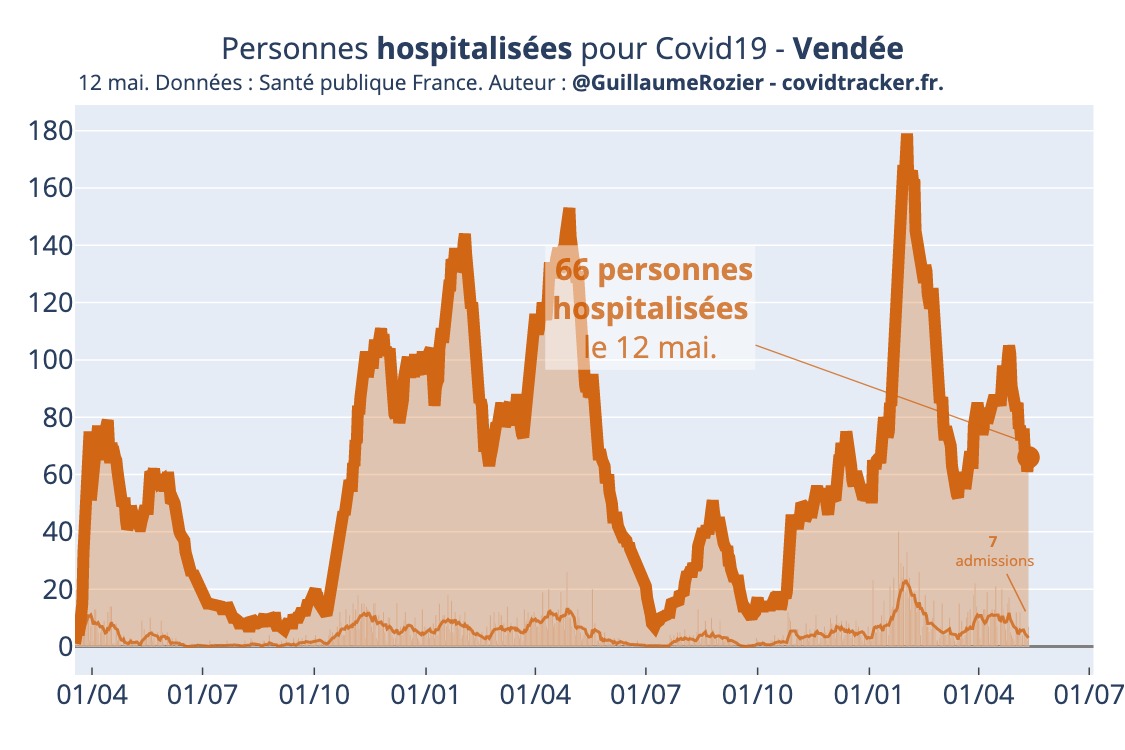 Personnes hospitalisées pour Covid19 - Vendée
12 mai. Données : Santé publique France. Auteur : @GuillaumeRozier - covidtracker.fr.
180
160
140
120
100
80
60
40
20
0
66 personnes
hospitalisées
le 12 mai.
7
admissions
01/04 01/07 01/10 01/01 01/04 01/07 01/10 01/01 01/04 01/07